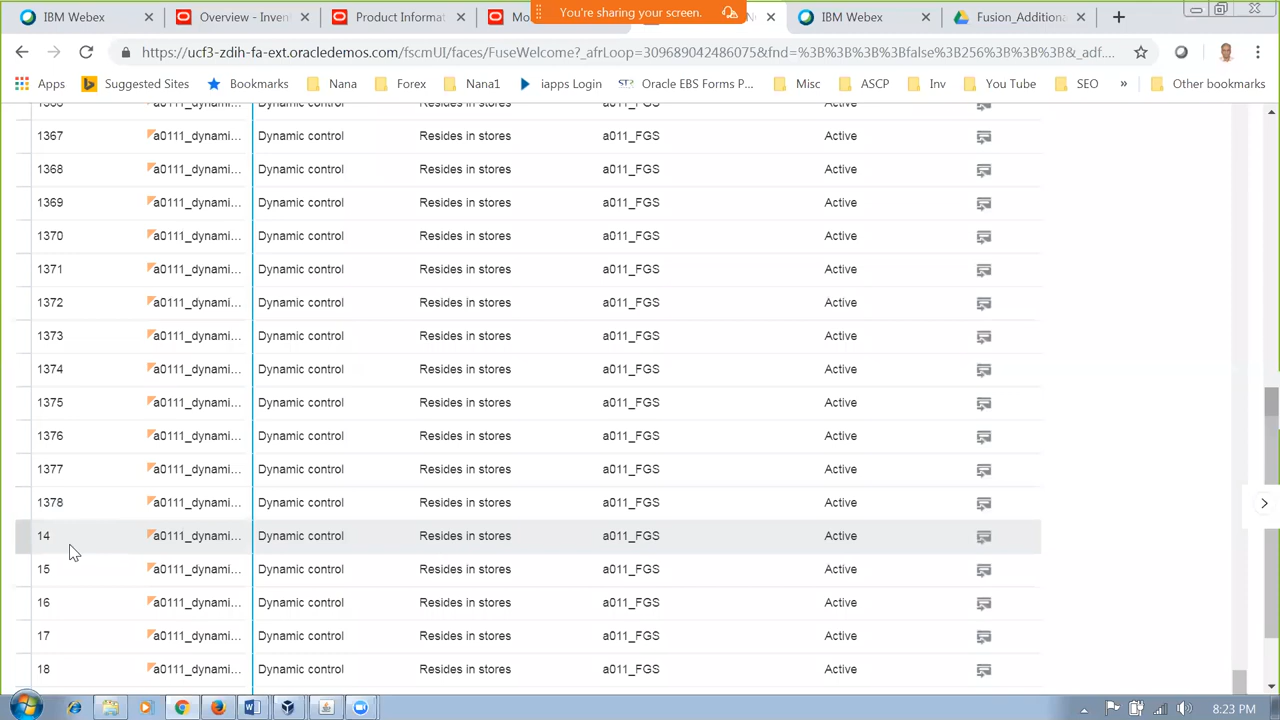 IBM Webex
Overview - Inven
Product Informat
Mo
You're sharing your screen.
IBM Webex
Fusion_Additiona
https://ucf3-zdih-fa-ext.oracledemos.com/fscmUI/faces/FuseWelcome?_afrLoop=309689042486075&fnd=%3B%3B%3B%3Bfalse%3B256%3B%3B%3B&_adf....
Apps Suggested Sites Bookmarks Nana Forex Nana1 iapps Login Oracle EBS Forms P... Misc ASCP Inv You Tube SEO » Other bookmarks
1367 a0111_dynami... Dynamic control Resides in stores a011_FGS Active
1368 a0111_dynami... Dynamic control Resides in stores a011_FGS Active
1369 a0111_dynami... Dynamic control Resides in stores a011_FGS Active
1370 a0111_dynami... Dynamic control Resides in stores a011_FGS Active
1371 a0111_dynami... Dynamic control Resides in stores a011_FGS Active
1372 a0111_dynami... Dynamic control Resides in stores a011_FGS Active
1373 a0111_dynami... Dynamic control Resides in stores a011_FGS Active
1374 a0111_dynami... Dynamic control Resides in stores a011_FGS Active
1375 a0111_dynami... Dynamic control Resides in stores a011_FGS Active
1376 a0111_dynami... Dynamic control Resides in stores a011_FGS Active
1377 a0111_dynami... Dynamic control Resides in stores a011_FGS Active
1378 a0111_dynami... Dynamic control Resides in stores a011_FGS Active
14 a0111_dynami... Dynamic control Resides in stores a011_FGS Active
15 a0111_dynami... Dynamic control Resides in stores a011_FGS Active
16 a0111_dynami... Dynamic control Resides in stores a011_FGS Active
17 a0111_dynami... Dynamic control Resides in stores a011_FGS Active
18 a0111_dynami... Dynamic control Resides in stores a011_FGS Active
8:23 PM